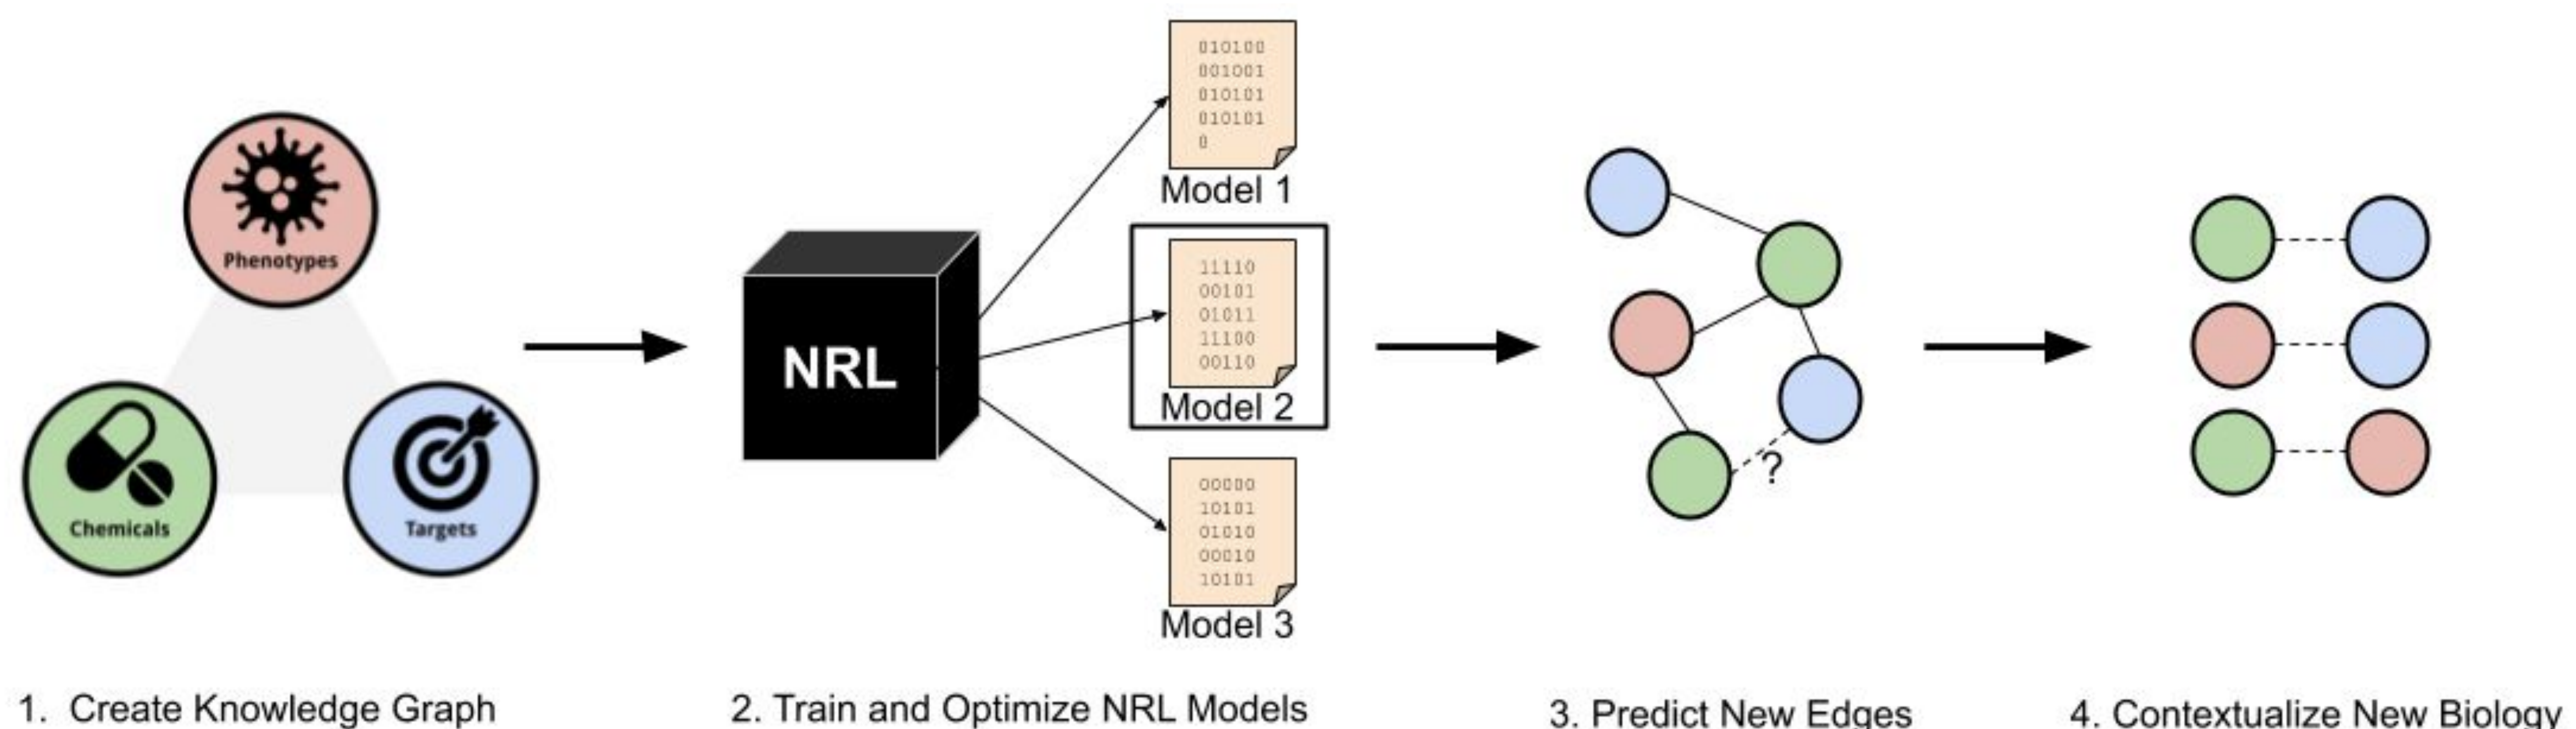 Phenotypes
Chemicals
Targets
NRL
010100
001001
010101
010101
0
Model 1
11110
00101
01011
11100
00110
Model 2
00000
10101
01010
00010
10101
Model 3
?
1. Create Knowledge Graph
2. Train and Optimize NRL Models
3. Predict New Edges
4. Contextualize New Biology